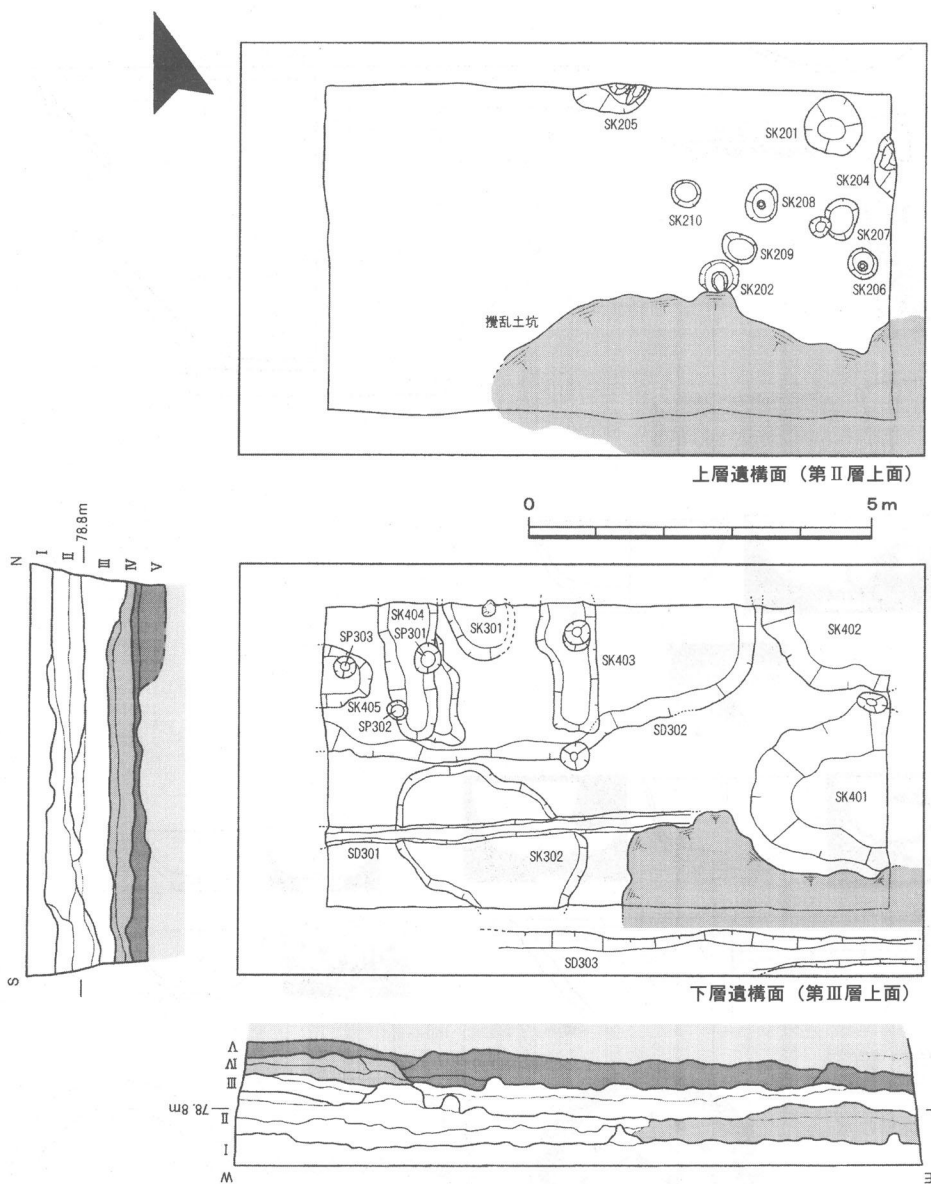 SK205
SK201
SK204
SK210
SK208
SK207
SK209
SK206
SK202
攪乱土坑
上層遺構面（第Ⅱ層上面）
0 5m
N
Ⅰ
Ⅱ
78.8m
Ⅲ
Ⅳ
Ⅴ
S
SK404
SP301
SK301
SP303
SK403
SK402
SK405
SP302
SD302
SK401
SD301
SK302
SD303
下層遺構面（第Ⅲ層上面）
Ⅴ
Ⅳ
Ⅲ
78.8m
Ⅱ
Ⅰ
W
E